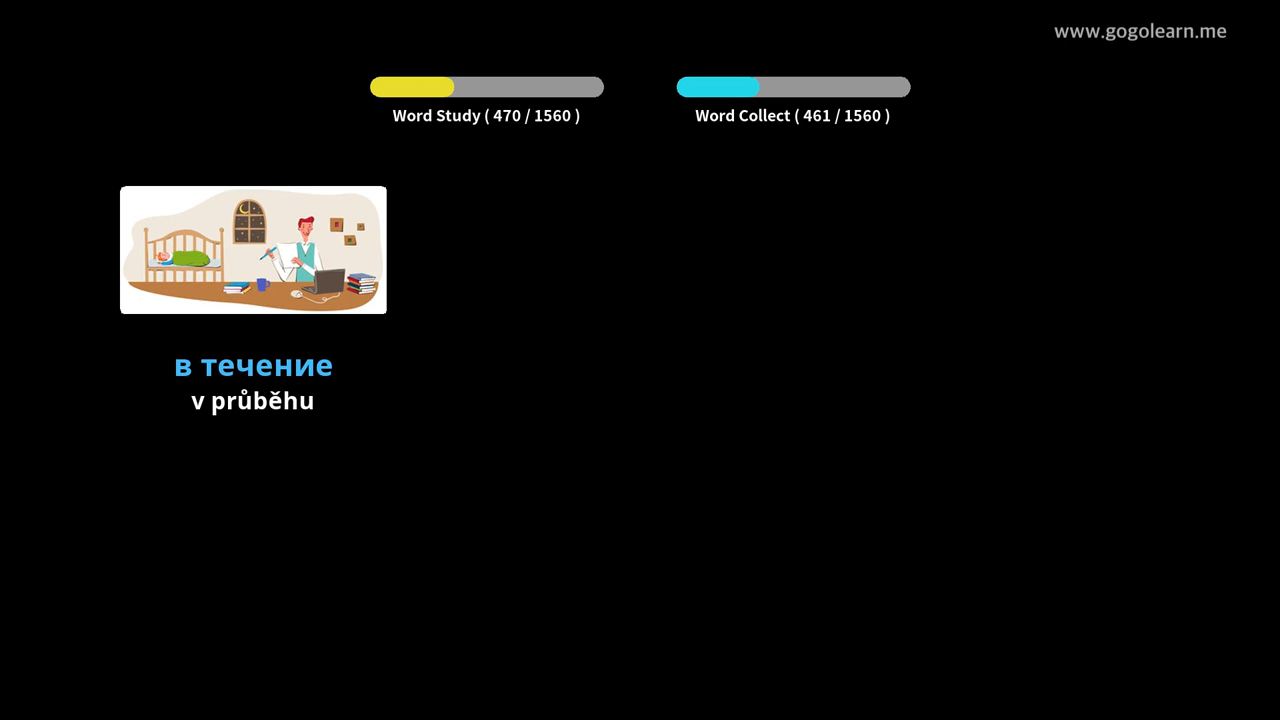 www.gogolearn.me
Word Study ( 470 / 1560 )
Word Collect ( 461 / 1560 )
в течение
v průběhu